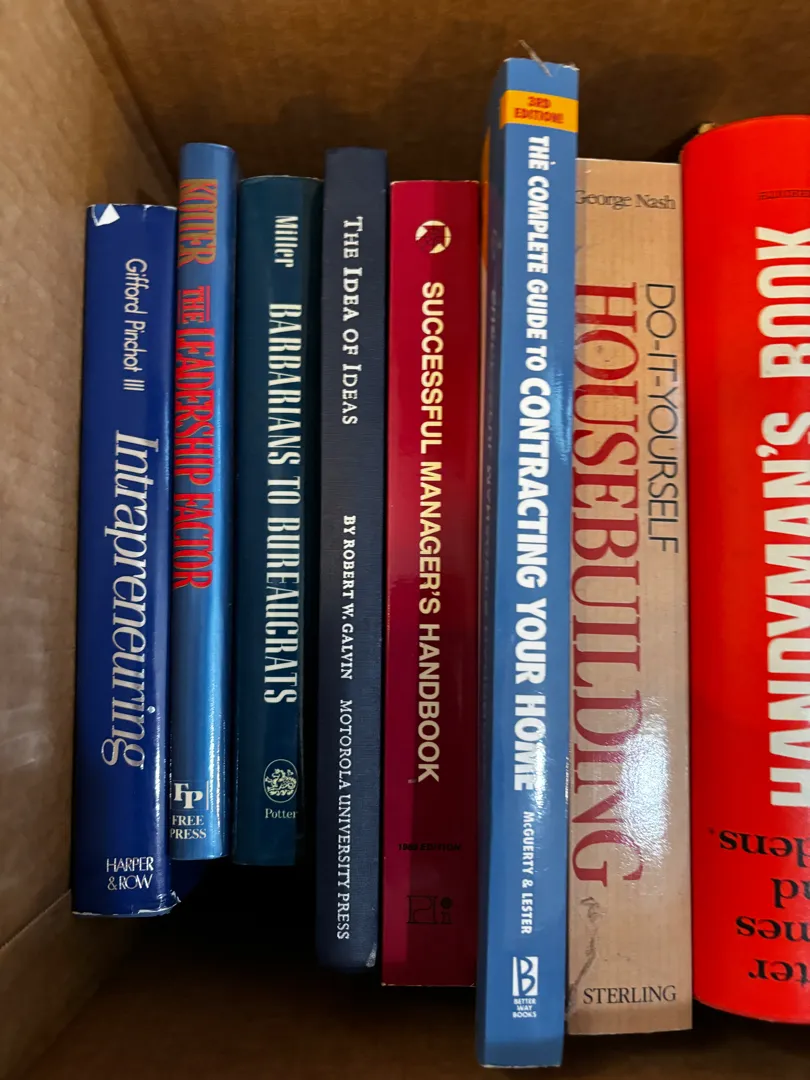 Gifford Pinchot III
Intrapreneuring
HARPER
& ROW
KOTTER
THE LEADERSHIP FACTOR
FP
FREE
PRESS
Miller
BARBARIANS TO BUREAUCRATS
Potter
THE IDEA OF IDEAS
BY ROBERT W. GALVIN
MOTOROLA UNIVERSITY PRESS
SUCCESSFUL MANAGER'S HANDBOOK
EDITION
3RD
EDITION!
THE COMPLETE GUIDE TO CONTRACTING YOUR HOME
MCGUERTY & LESTER
B
BETTER
WAY
BOOKS
George Nash
DO-IT-YOURSELF
HOUSEBUILDING
STERLING
HANDYMAN'S BOOK